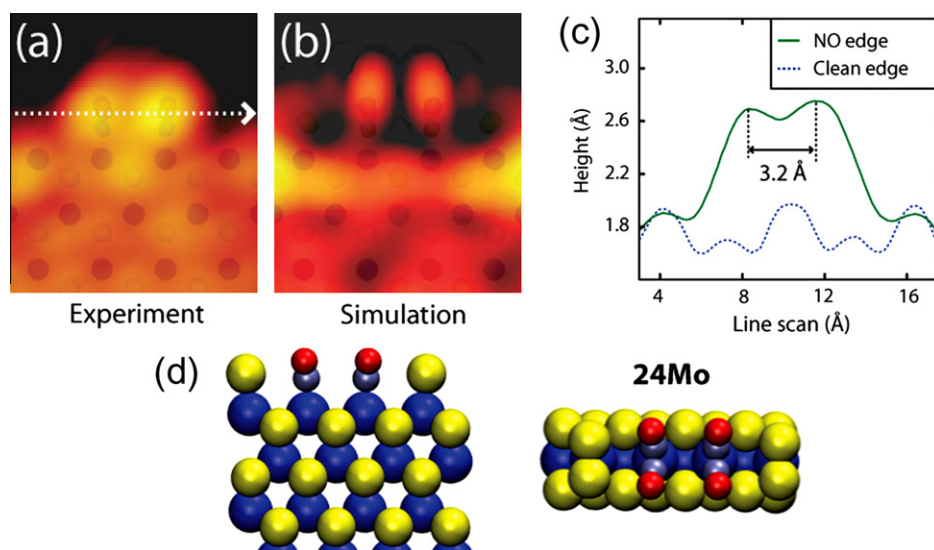 (a)
(b)
Experiment
Simulation
(c)
NO edge
Clean edge
3.0
2.6
2.2
1.8
Height (Å)
3.2 Å
4
8
12
16
Line scan (Å)
(d)
24Mo